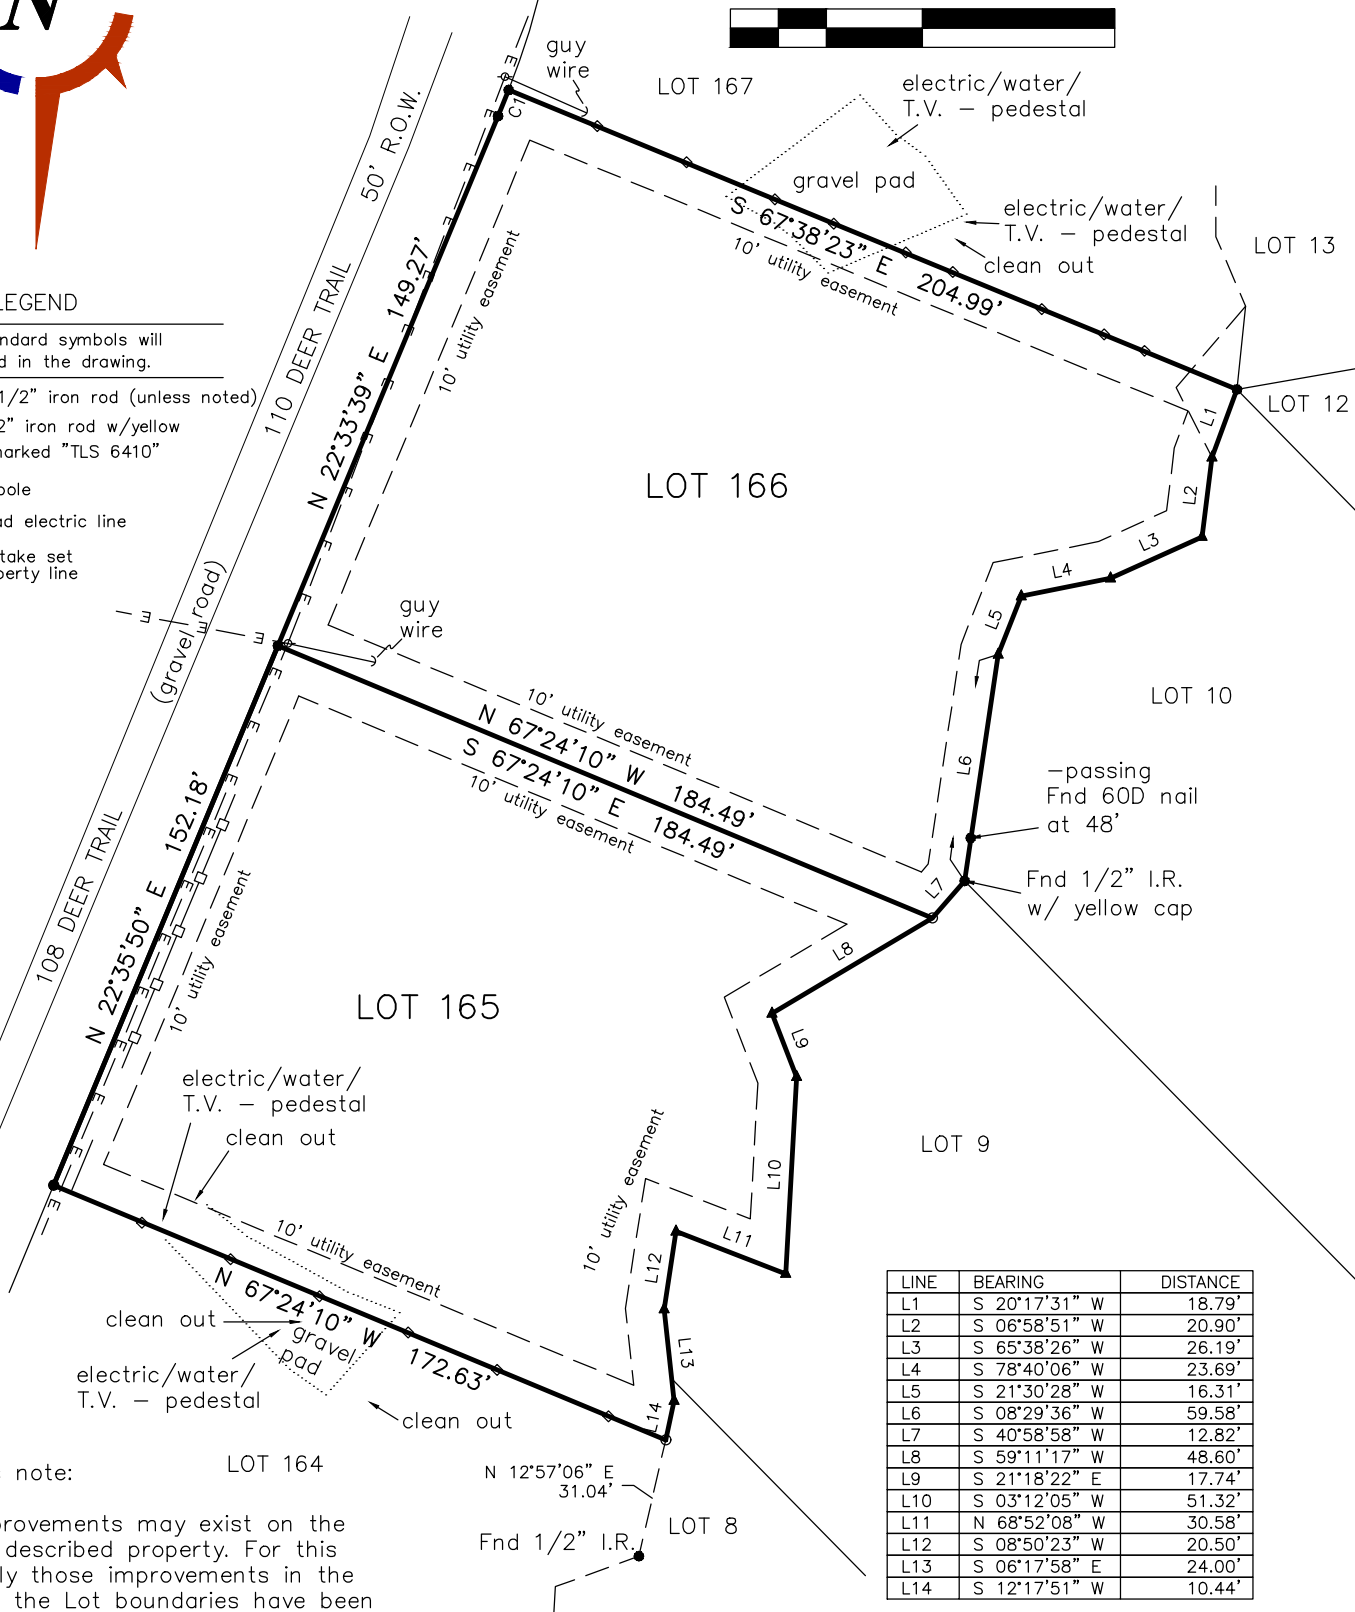 N
guy
wire
LOT 167
electric/water/
T.V. – pedestal
gravel pad
electric/water/
T.V. – pedestal
clean out
LOT 13
LOT 12
C1
50' R.O.W.
110 DEER TRAIL
(gravel road)
108 DEER TRAIL
S 67°38'23" E 204.99'
10' utility easement
N 22°33'39" E 149.27'
10' utility easement
LEGEND
ndard symbols will
d in the drawing.
1/2" iron rod (unless noted)
2" iron rod w/yellow
marked "TLS 6410"
pole
ad electric line
take set
perty line
LOT 166
L1
L2
L3
L4
L5
L6
L7
guy
wire
LOT 10
–passing
Fnd 60D nail
at 48'
Fnd 1/2" I.R.
w/ yellow cap
10' utility easement
N 67°24'10" W 184.49'
S 67°24'10" E 184.49'
10' utility easement
N 22°35'50" E 152.18'
10' utility easement
LOT 165
L8
L9
L10
L11
L12
L13
L14
LOT 9
10' utility easement
electric/water/
T.V. – pedestal
clean out
10' utility easement
N 67°24'10" W 172.63'
clean out
gravel
pad
electric/water/
T.V. – pedestal
clean out
LOT 164
N 12°57'06" E
31.04'
LOT 8
Fnd 1/2" I.R.
note:
provements may exist on the
described property. For this
ly those improvements in the
the Lot boundaries have been
E E E E E E E E E E E E E E E E E E E E E E
LINE BEARING DISTANCE
L1 S 20°17'31" W 18.79'
L2 S 06°58'51" W 20.90'
L3 S 65°38'26" W 26.19'
L4 S 78°40'06" W 23.69'
L5 S 21°30'28" W 16.31'
L6 S 08°29'36" W 59.58'
L7 S 40°58'58" W 12.82'
L8 S 59°11'17" W 48.60'
L9 S 21°18'22" E 17.74'
L10 S 03°12'05" W 51.32'
L11 N 68°52'08" W 30.58'
L12 S 08°50'23" W 20.50'
L13 S 06°17'58" E 24.00'
L14 S 12°17'51" W 10.44'